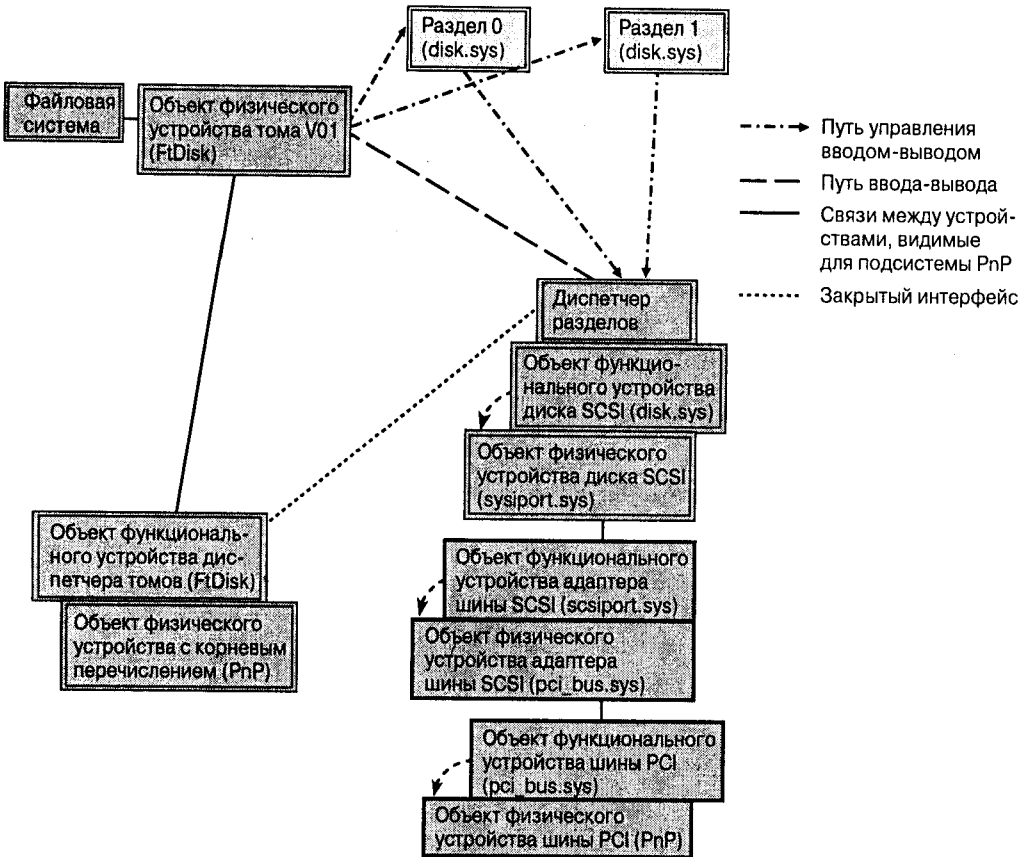 Раздел 0
(disk.sys)
Раздел 1
(disk.sys)
Файловая
система
Объект физического
устройства тома V01
(FtDisk)
Путь управления
вводом-выводом
Путь ввода-вывода
Связи между устрой-
ствами, видимые
для подсистемы PnP
Закрытый интерфейс
Диспетчер
разделов
Объект функцио-
нального устройства
диска SCSI (disk.sys)
Объект физического
устройства диска SCSI
(sysiport.sys)
Объект функциональ-
ного устройства дис-
петчера томов (FtDisk)
Объект физического
устройства с корневым
перечислением (PnP)
Объект функционального
устройства адаптера
шины SCSI (scsiport.sys)
Объект физического
устройства адаптера
шины SCSI (pci_bus.sys)
Объект функционального
устройства шины PCI
(pci_bus.sys)
Объект физического
устройства шины PCI (PnP)